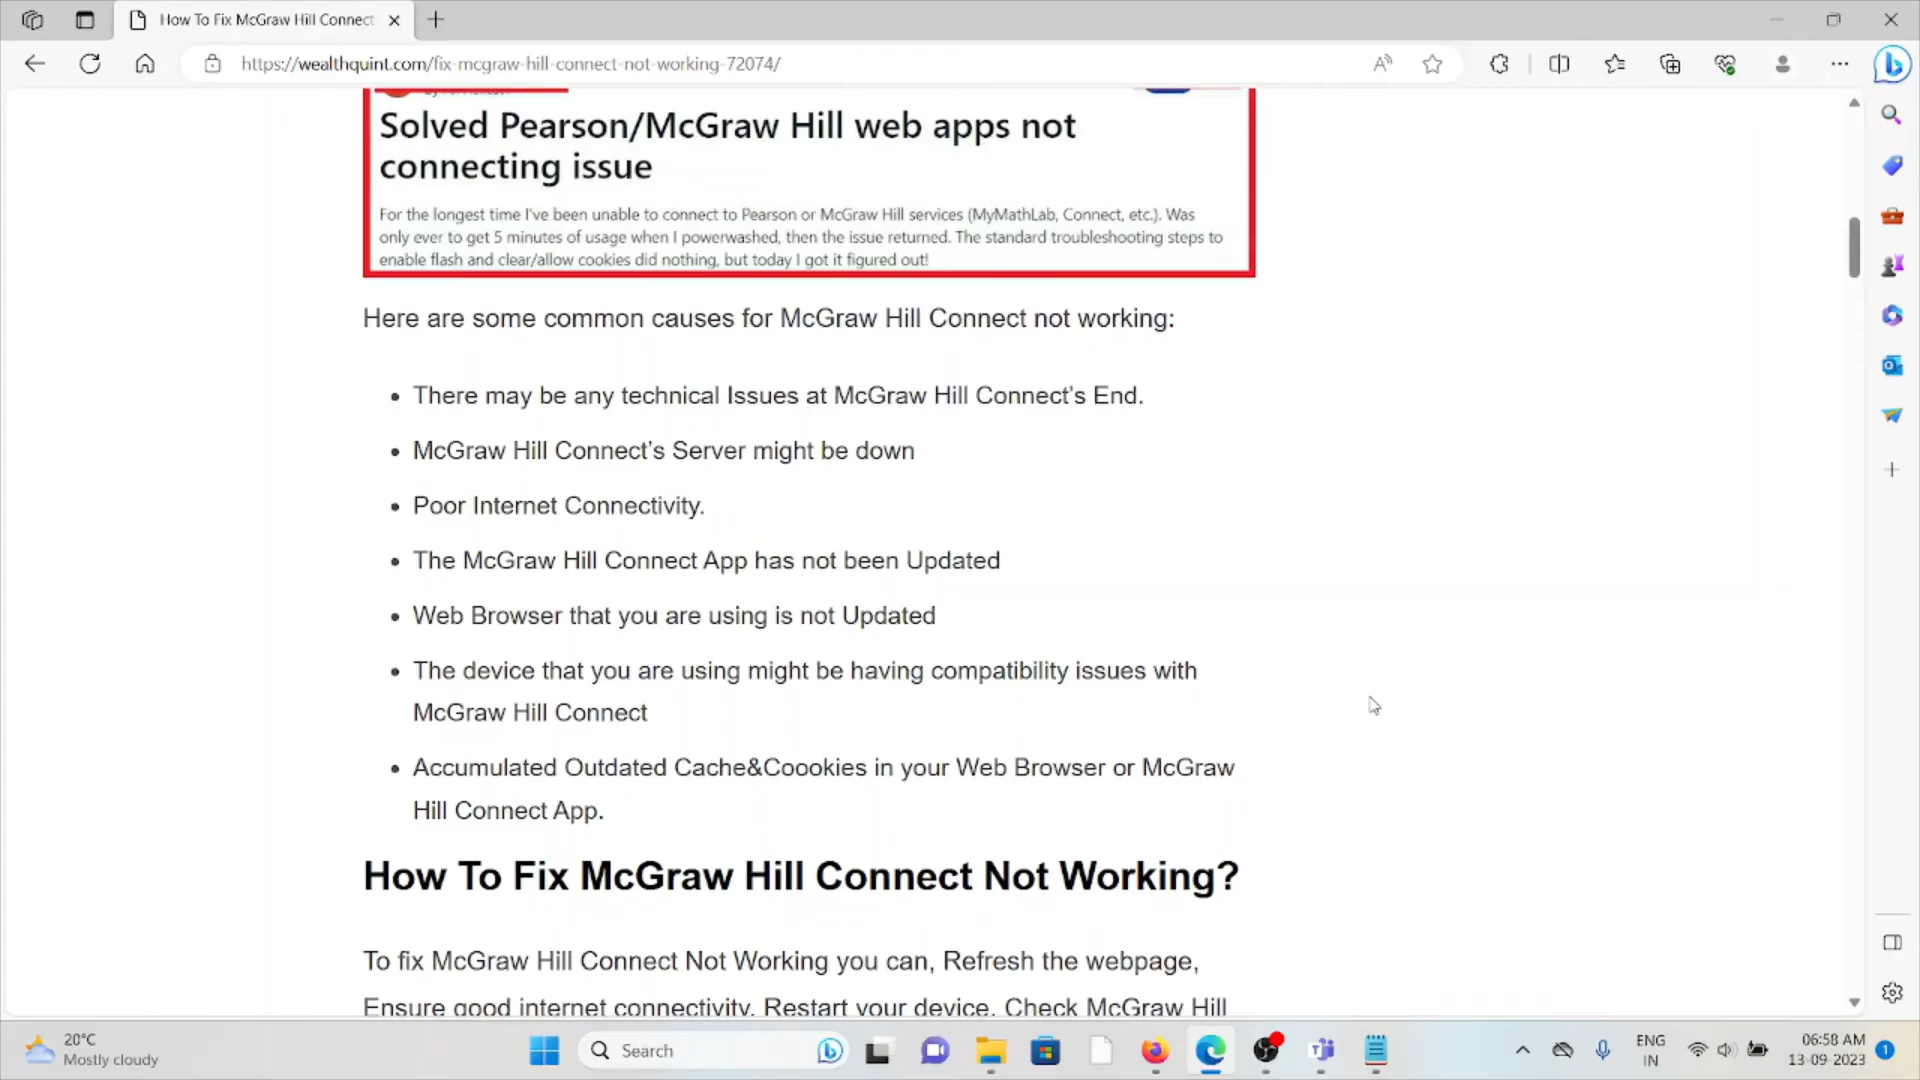 How To Fix McGraw Hill Connect
https://wealthquint.com/fix-mcgraw-hill-connect-not-working-72074/
Solved Pearson/McGraw Hill web apps not
connecting issue
For the longest time I've been unable to connect to Pearson or McGraw Hill services (MyMathLab, Connect, etc.). Was
only ever to get 5 minutes of usage when I powerwashed, then the issue returned. The standard troubleshooting steps to
enable flash and clear/allow cookies did nothing, but today I got it figured out!
Here are some common causes for McGraw Hill Connect not working:
• There may be any technical Issues at McGraw Hill Connect’s End.
• McGraw Hill Connect’s Server might be down
• Poor Internet Connectivity.
• The McGraw Hill Connect App has not been Updated
• Web Browser that you are using is not Updated
• The device that you are using might be having compatibility issues with
McGraw Hill Connect
• Accumulated Outdated Cache&Coookies in your Web Browser or McGraw
Hill Connect App.
How To Fix McGraw Hill Connect Not Working?
To fix McGraw Hill Connect Not Working you can, Refresh the webpage,
Ensure good internet connectivity, Restart your device, Check McGraw Hill
20°C
Mostly cloudy
Search
ENG
IN
06:58 AM
13-09-2023
1